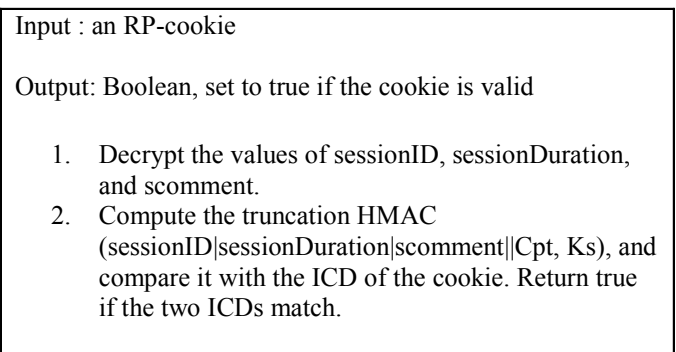 Input : an RP-cookie
Output: Boolean, set to true if the cookie is valid
1. Decrypt the values of sessionID, sessionDuration,
and scomment.
2. Compute the truncation HMAC
(sessionID|sessionDuration|scomment||Cpt, Ks), and
compare it with the ICD of the cookie. Return true
if the two ICDs match.